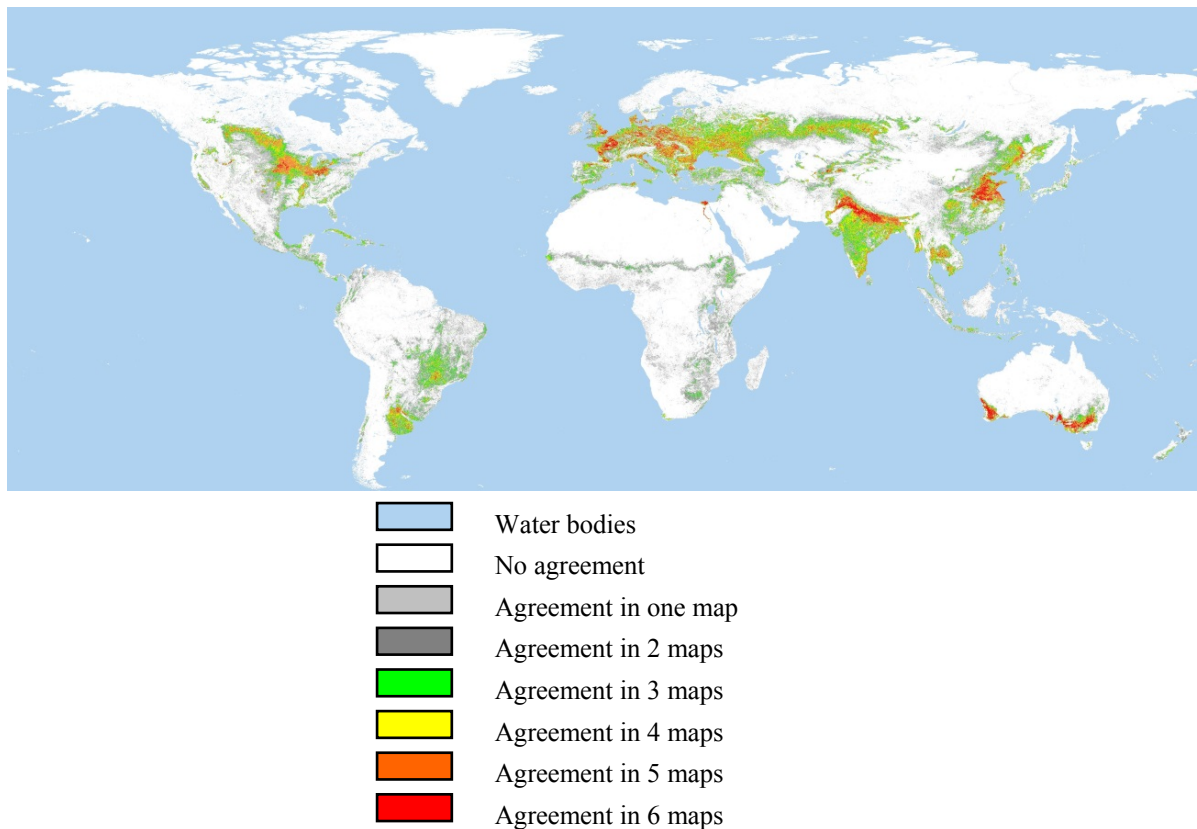 Water bodies
No agreement
Agreement in one map
Agreement in 2 maps
Agreement in 3 maps
Agreement in 4 maps
Agreement in 5 maps
Agreement in 6 maps